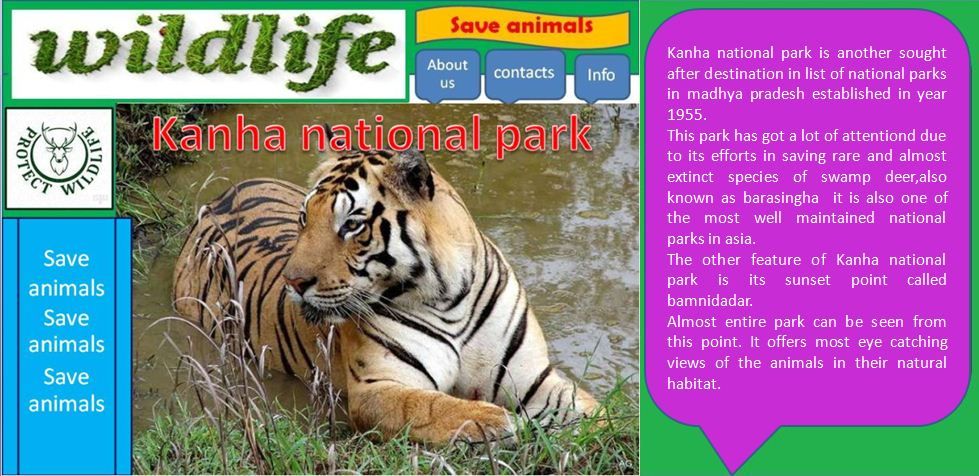 wildlife
Save animals
About
us
contacts
Info
PROTECT WILDLIFE
Kanha national park
Save
animals
Save
animals
Save
animals
AG
Kanha national park is another sought
after destination in list of national parks
in madhya pradesh established in year
1955.
This park has got a lot of attentiond due
to its efforts in saving rare and almost
extinct species of swamp deer,also
known as barasingha it is also one of
the most well maintained national
parks in asia.
The other feature of Kanha national
park is its sunset point called
bamnidadar.
Almost entire park can be seen from
this point. It offers most eye catching
views of the animals in their natural
habitat.